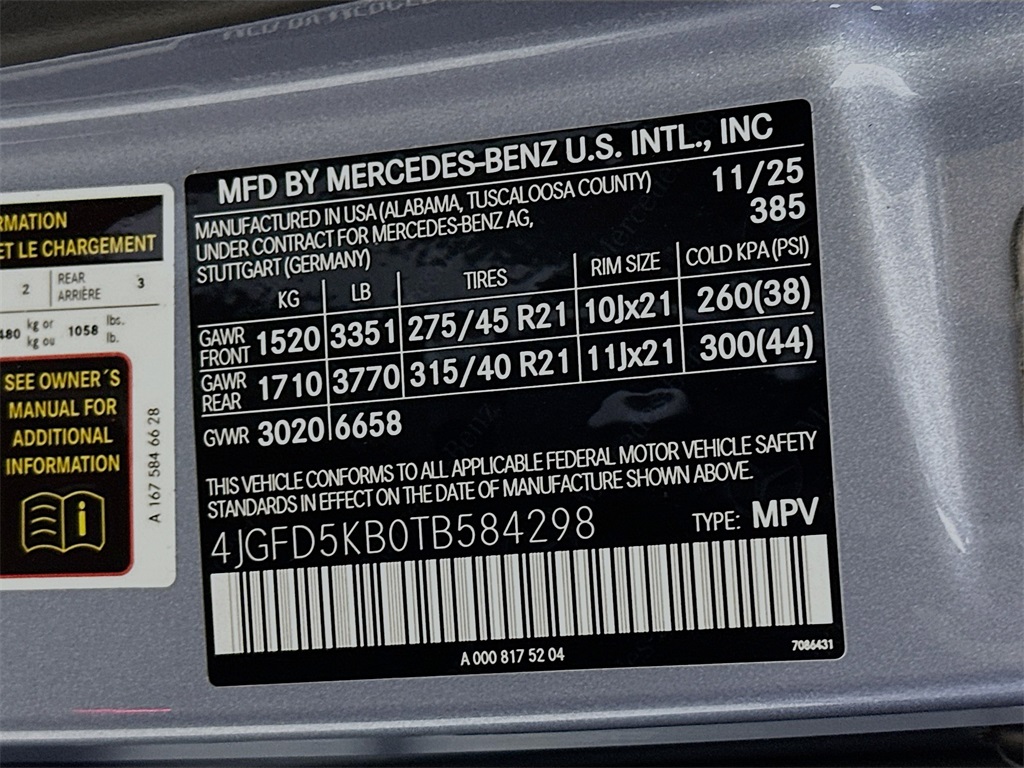 RMATION
ET LE CHARGEMENT
2 REAR ARRIÈRE 3
480 kg or kg ou 1058 lbs. lb.
SEE OWNER´S
MANUAL FOR
ADDITIONAL
INFORMATION
A 167 584 66 28
MFD BY MERCEDES-BENZ U.S. INTL., INC
MANUFACTURED IN USA (ALABAMA, TUSCALOOSA COUNTY) 11/25
UNDER CONTRACT FOR MERCEDES-BENZ AG, 385
STUTTGART (GERMANY)
KG LB TIRES RIM SIZE COLD KPA (PSI)
GAWR FRONT 1520 3351 275/45 R21 10Jx21 260(38)
GAWR REAR 1710 3770 315/40 R21 11Jx21 300(44)
GVWR 3020 6658
THIS VEHICLE CONFORMS TO ALL APPLICABLE FEDERAL MOTOR VEHICLE SAFETY
STANDARDS IN EFFECT ON THE DATE OF MANUFACTURE SHOWN ABOVE.
4JGFD5KB0TB584298 TYPE: MPV
A 000 817 52 04
7086431